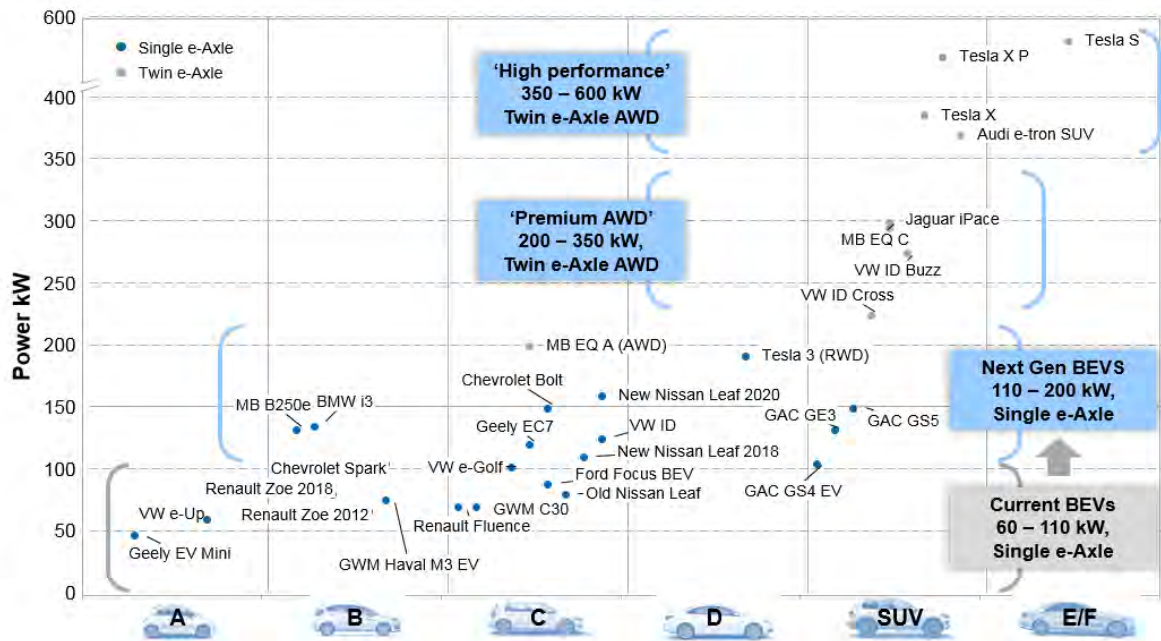 600
Single e-Axle
Twin e-Axle
Tesla X P
Tesla S
'High performance'
350 – 600 kW
Twin e-Axle AWD
400
Tesla X
Audi e-tron SUV
350
'Premium AWD'
200 – 350 kW,
Twin e-Axle AWD
300
Jaguar iPace
MB EQ C
VW ID Buzz
250
VW ID Cross
Power kW
200
MB EQ A (AWD)
Tesla 3 (RWD)
Next Gen BEVS
110 – 200 kW,
Single e-Axle
Chevrolet Bolt
New Nissan Leaf 2020
150
MB B250e
BMW i3
GAC GE3
GAC GS5
Geely EC7
VW ID
New Nissan Leaf 2018
100
Chevrolet Spark
VW e-Golf
Ford Focus BEV
Renault Zoe 2018
Old Nissan Leaf
GAC GS4 EV
Current BEVs
60 – 110 kW,
Single e-Axle
VW e-Up
Renault Zoe 2012
GWM C30
Renault Fluence
50
Geely EV Mini
GWM Haval M3 EV
0
A
B
C
D
SUV
E/F